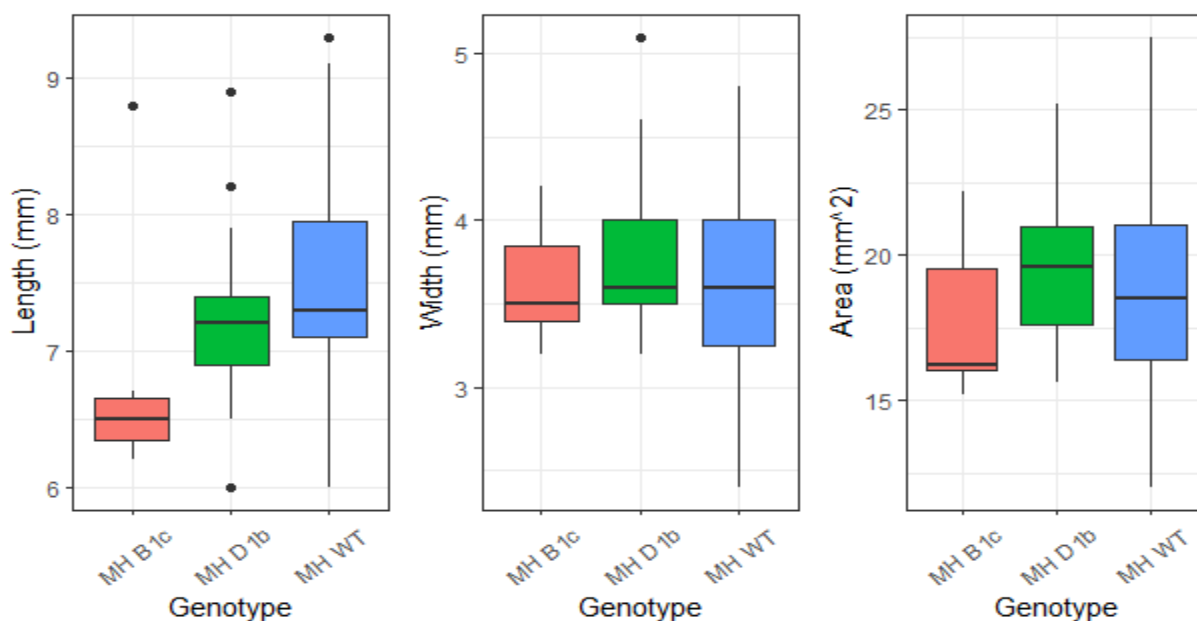 Length (mm)
9
8
7
6
MH B1c
MH D1b
MH WT
Genotype
Width (mm)
5
4
3
MH B1c
MH D1b
MH WT
Genotype
Area (mm^2)
25
20
15
MH B1c
MH D1b
MH WT
Genotype